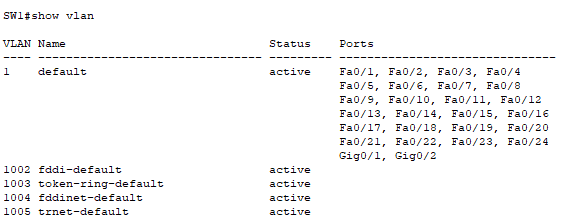 SW1#show vlan
VLAN Name Status Ports
---- -------------------------------- --------- -------------------------------
1 default active Fa0/1, Fa0/2, Fa0/3, Fa0/4
Fa0/5, Fa0/6, Fa0/7, Fa0/8
Fa0/9, Fa0/10, Fa0/11, Fa0/12
Fa0/13, Fa0/14, Fa0/15, Fa0/16
Fa0/17, Fa0/18, Fa0/19, Fa0/20
Fa0/21, Fa0/22, Fa0/23, Fa0/24
Gig0/1, Gig0/2
1002 fddi-default active
1003 token-ring-default active
1004 fddinet-default active
1005 trnet-default active